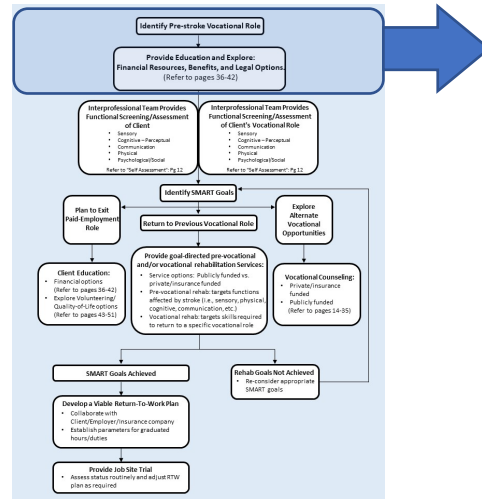 Identify Pre-stroke Vocational Role
Provide Education and Explore:
Financial Resources, Benefits, and Legal Options.
(Refer to pages 36-42)
Interprofessional Team Provides
Functional Screening/Assessment
of Client
• Sensory
• Cognitive – Perceptual
• Communication
• Physical
• Psychological/Social
Refer to "Self Assessment": Pg 12
Interprofessional Team Provides
Functional Screening/Assessment
of Client's Vocational Role
• Sensory
• Cognitive – Perceptual
• Communication
• Physical
• Psychological/Social
Refer to "Self Assessment": Pg 12
Identify SMART Goals
Plan to Exit
Paid-Employment
Role
Return to Previous Vocational Role
Explore
Alternate
Vocational
Opportunities
Client Education:
• Financial options
(Refer to pages 36-42)
• Explore Volunteering/
Quality-of-Life options
(Refer to pages 43-51)
Provide goal-directed pre-vocational
and/or vocational rehabilitation Services:
• Service options: Publicly funded vs.
private/insurance funded
• Pre-vocational rehab: targets functions
affected by stroke (i.e., sensory, physical,
cognitive, communication, etc.)
• Vocational rehab: targets skills required
to return to a specific vocational role
Vocational Counseling:
• Private/insurance
funded
• Publicly funded
(Refer to pages 14-35)
SMART Goals Achieved
Rehab Goals Not Achieved
• Re-consider appropriate
SMART goals
Develop a Viable Return-To-Work Plan
• Collaborate with
Client/Employer/Insurance company
• Establish parameters for graduated
hours/duties
Provide Job Site Trial
• Assess status routinely and adjust RTW
plan as required